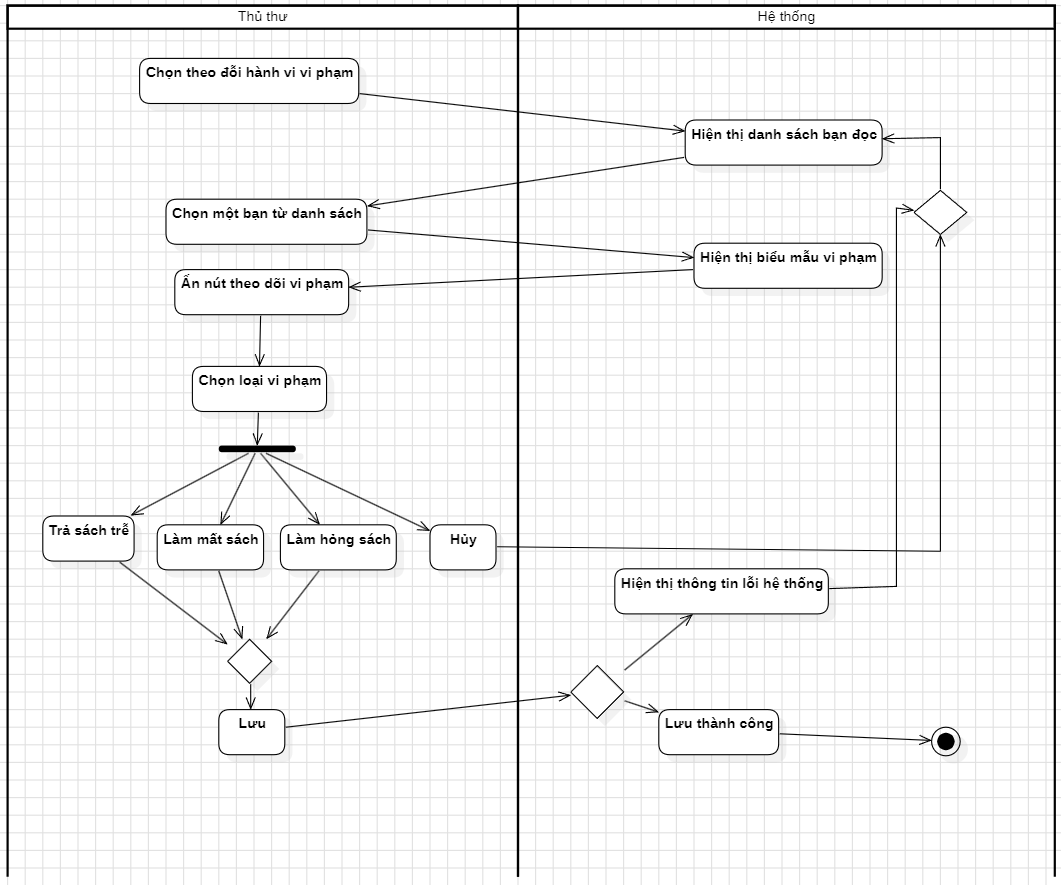 Thủ thư
Hệ thống
Chọn theo đỗi hành vi vi phạm
Hiện thị danh sách bạn đọc
Chọn một bạn từ danh sách
Hiện thị biểu mẫu vi phạm
Ấn nút theo dõi vi phạm
Chọn loại vi phạm
Trả sách trễ
Làm mất sách
Làm hỏng sách
Hủy
Hiện thị thông tin lỗi hệ thống
Lưu
Lưu thành công